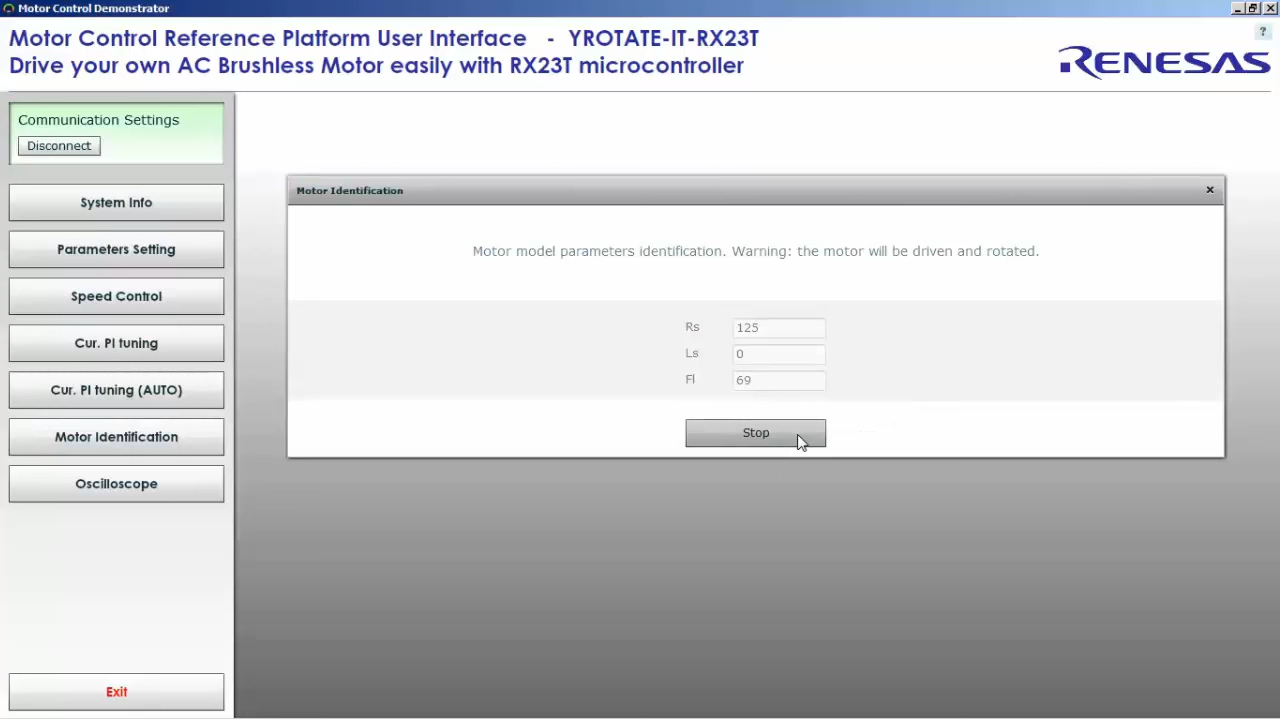 Motor Control Demonstrator
Motor Control Reference Platform User Interface - YROTATE-IT-RX23T
Drive your own AC Brushless Motor easily with RX23T microcontroller
?
RENESAS
Communication Settings
Disconnect
System Info
Parameters Setting
Speed Control
Cur. PI tuning
Cur. PI tuning (AUTO)
Motor Identification
Oscilloscope
Exit
Motor Identification
Motor model parameters identification. Warning: the motor will be driven and rotated.
Rs 125
Ls 0
Fl 69
Stop